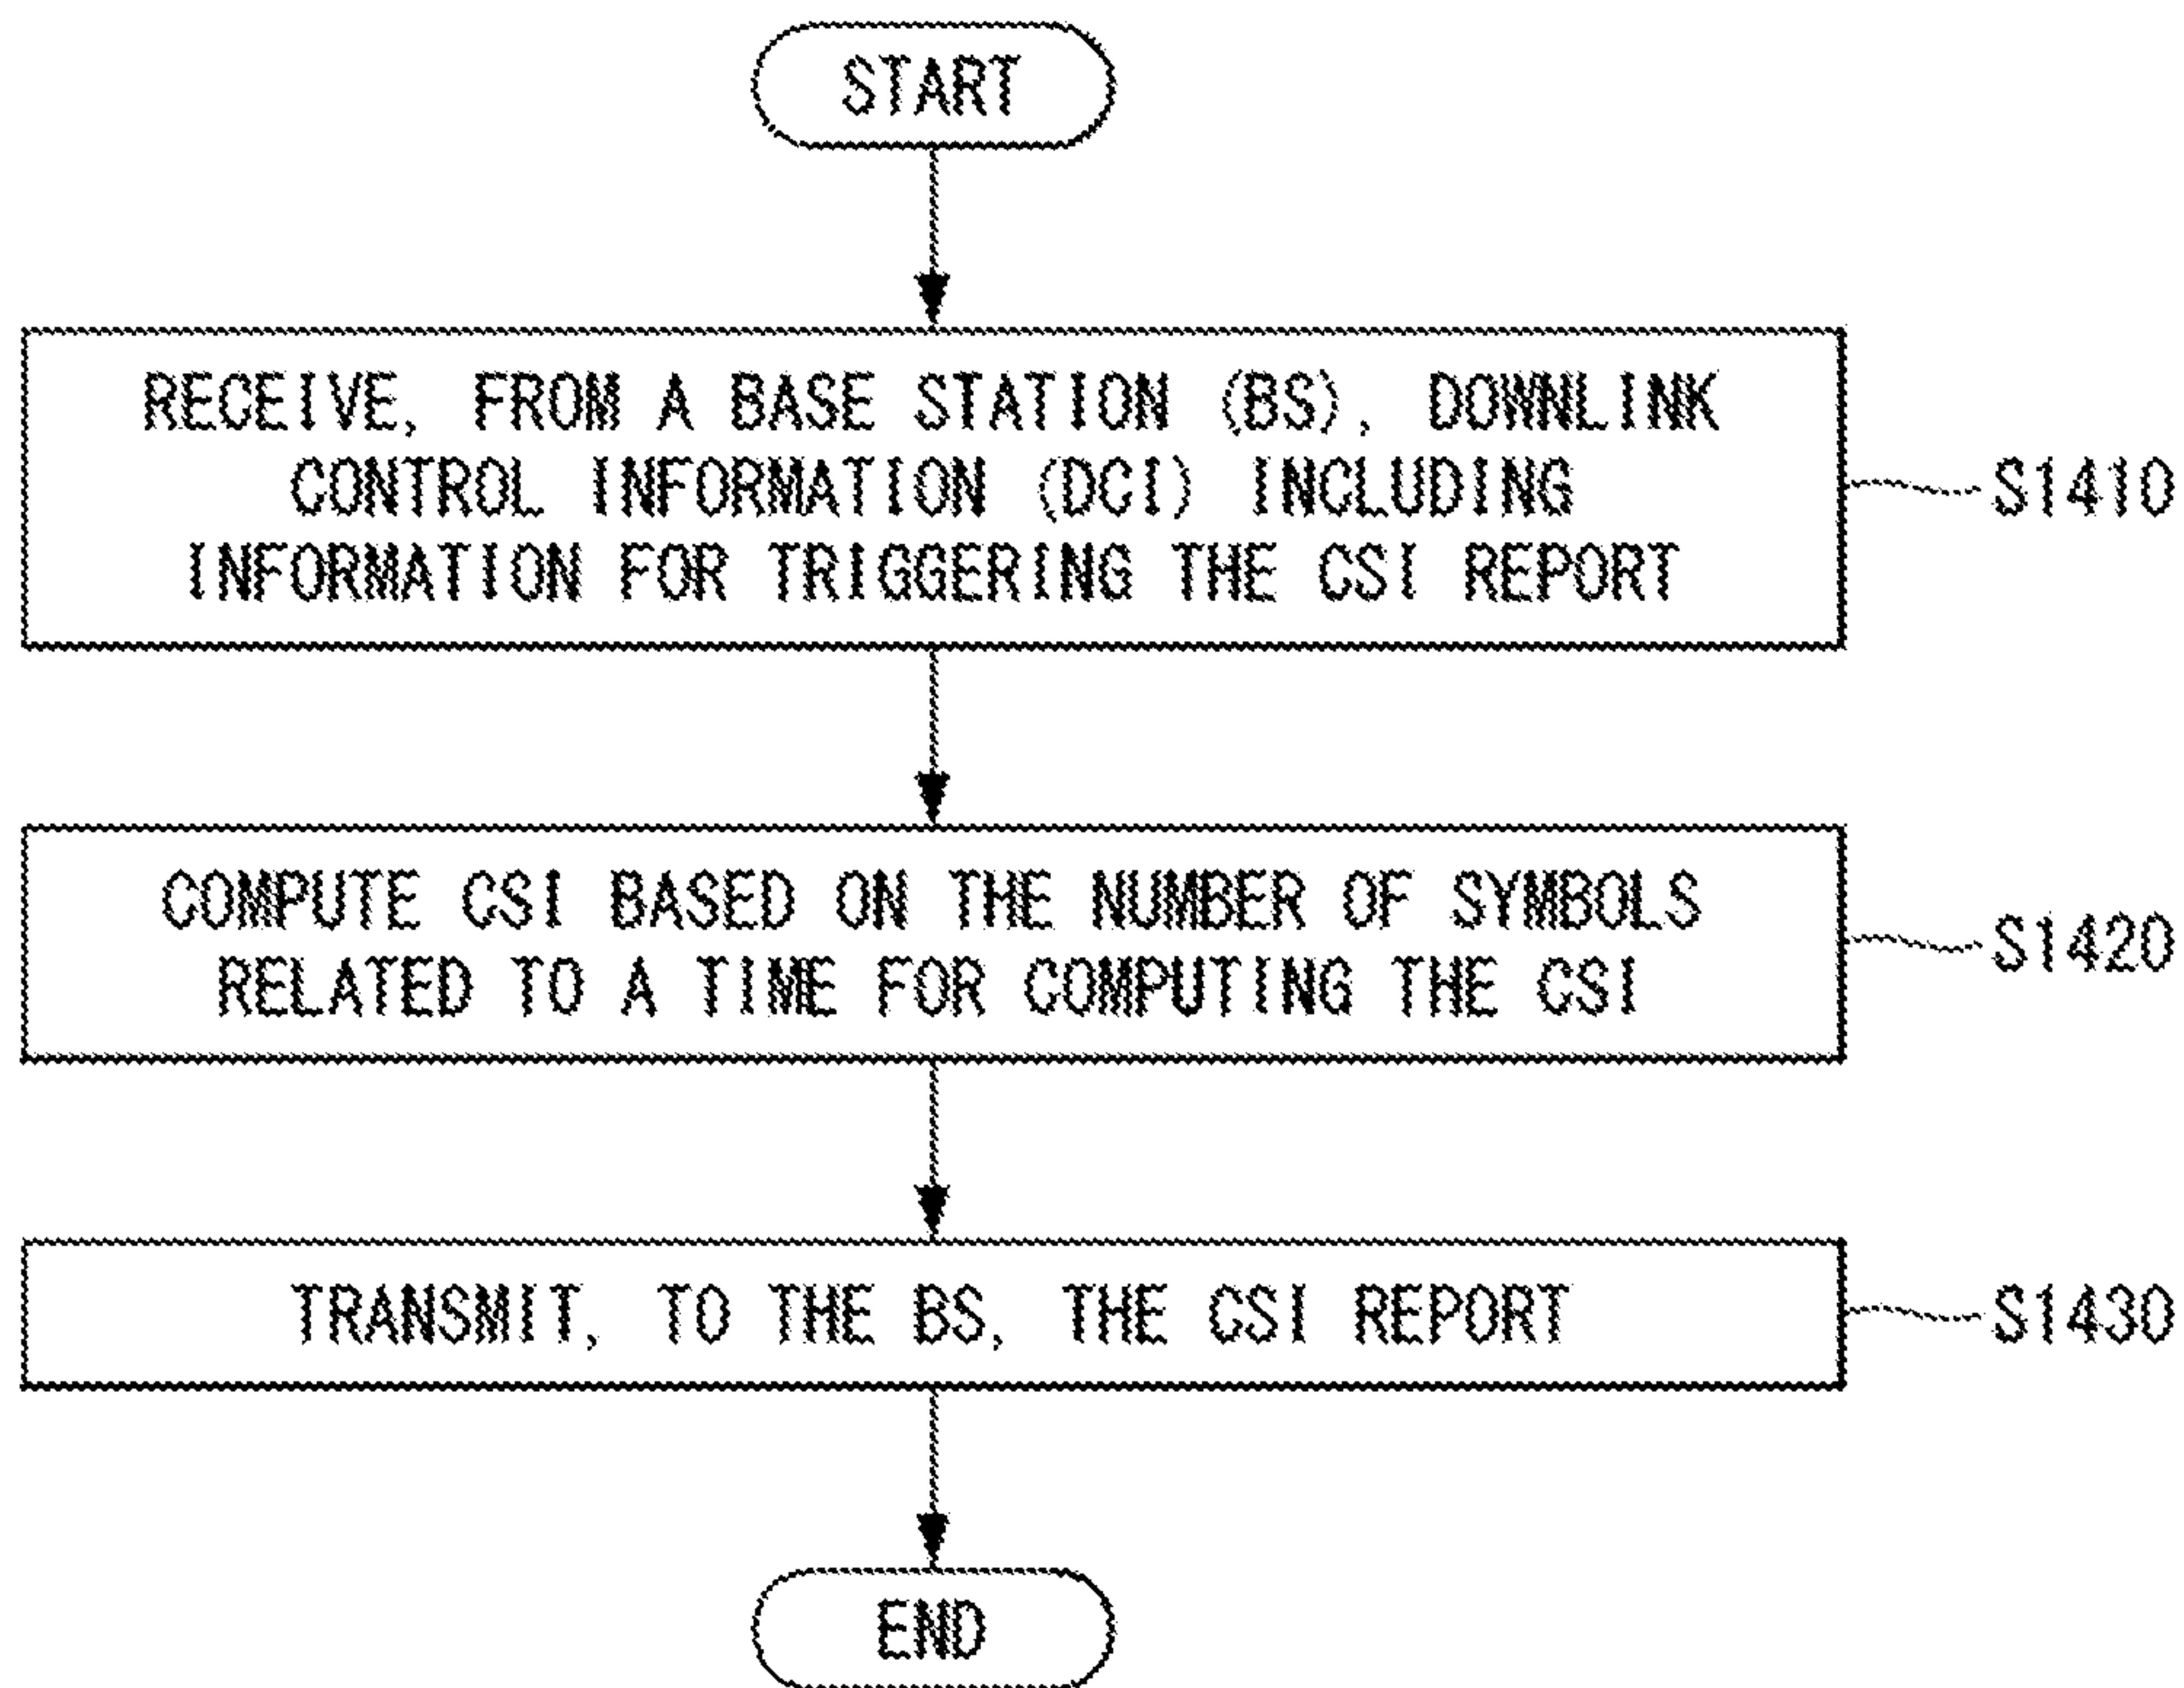 START
RECEIVE, FROM A BASE STATION (BS), DOWNLINK
CONTROL INFORMATION (DCI) INCLUDING
INFORMATION FOR TRIGGERING THE CSI REPORT
S1410
COMPUTE CSI BASED ON THE NUMBER OF SYMBOLS
RELATED TO A TIME FOR COMPUTING THE CSI
S1420
TRANSMIT, TO THE BS, THE CSI REPORT
S1430
END